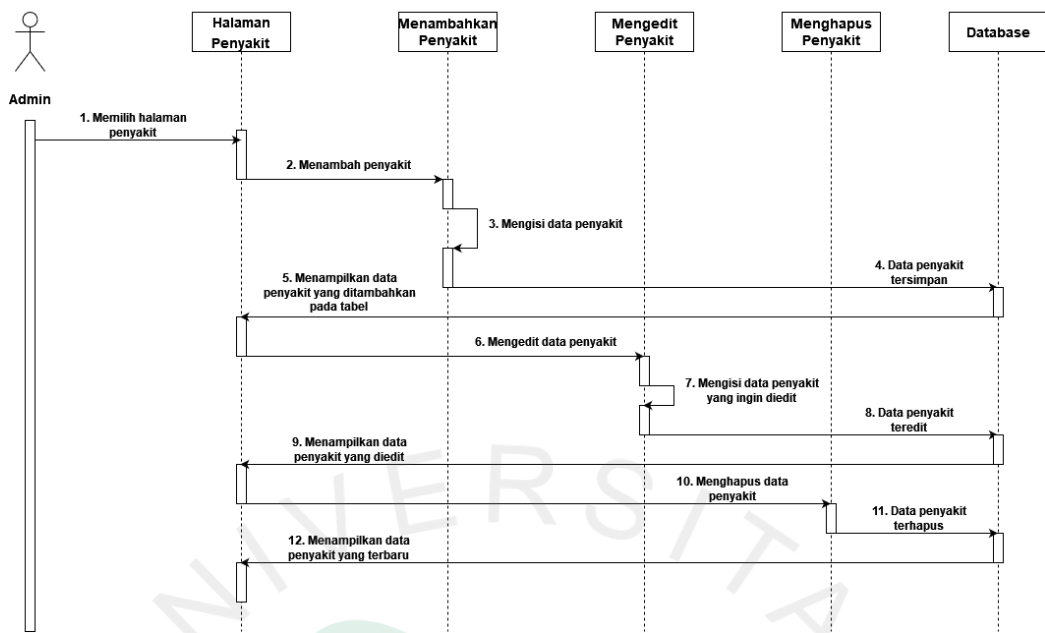 Halaman
Penyakit
Menambahkan
Penyakit
Mengedit
Penyakit
Menghapus
Penyakit
Database
Admin
1. Memilih halaman
penyakit
2. Menambah penyakit
3. Mengisi data penyakit
4. Data penyakit
tersimpan
5. Menampilkan data
penyakit yang ditambahkan
pada tabel
6. Mengedit data penyakit
7. Mengisi data penyakit
yang ingin diedit
8. Data penyakit
teredit
9. Menampilkan data
penyakit yang diedit
10. Menghapus data
penyakit
11. Data penyakit
terhapus
12. Menampilkan data
penyakit yang terbaru
NIVERSITA